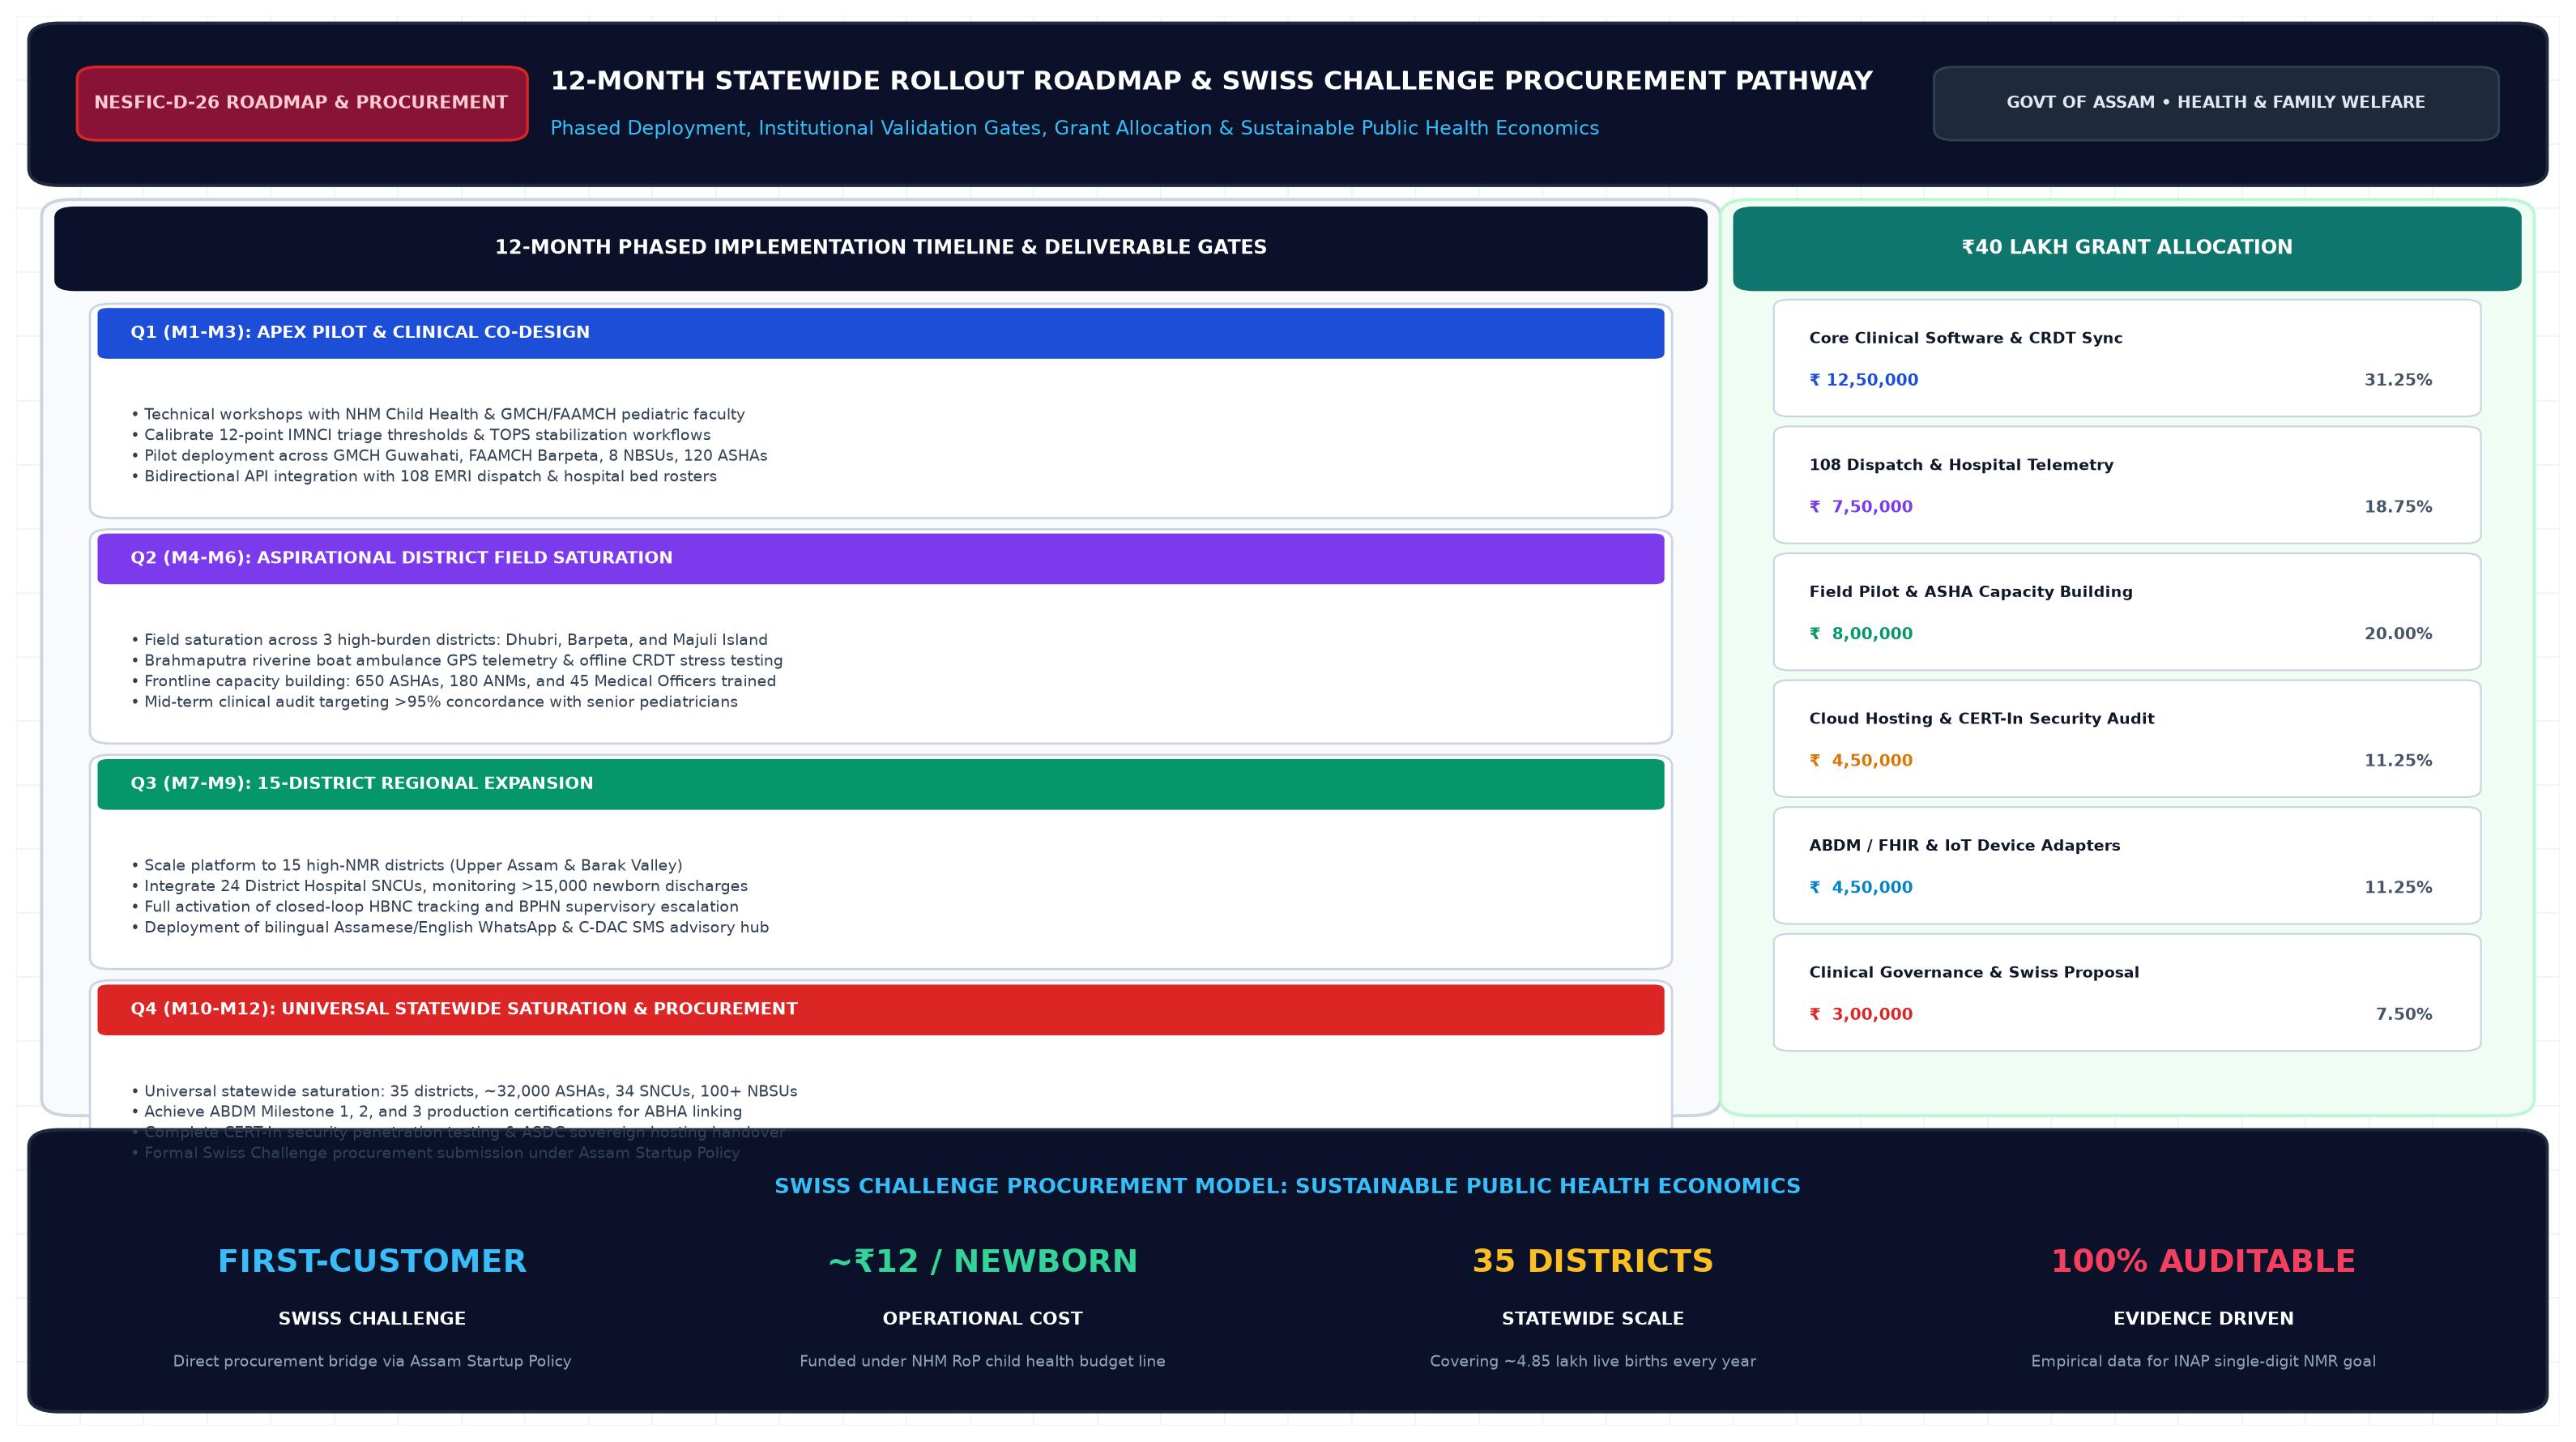 NESFIC-D-26 ROADMAP & PROCUREMENT
12-MONTH STATEWIDE ROLLOUT ROADMAP & SWISS CHALLENGE PROCUREMENT PATHWAY
Phased Deployment, Institutional Validation Gates, Grant Allocation & Sustainable Public Health Economics
GOVT OF ASSAM • HEALTH & FAMILY WELFARE
12-MONTH PHASED IMPLEMENTATION TIMELINE & DELIVERABLE GATES
Q1 (M1-M3): APEX PILOT & CLINICAL CO-DESIGN
• Technical workshops with NHM Child Health & GMCH/FAAMCH pediatric faculty
• Calibrate 12-point IMNCI triage thresholds & TOPS stabilization workflows
• Pilot deployment across GMCH Guwahati, FAAMCH Barpeta, 8 NBSUs, 120 ASHAs
• Bidirectional API integration with 108 EMRI dispatch & hospital bed rosters
Q2 (M4-M6): ASPIRATIONAL DISTRICT FIELD SATURATION
• Field saturation across 3 high-burden districts: Dhubri, Barpeta, and Majuli Island
• Brahmaputra riverine boat ambulance GPS telemetry & offline CRDT stress testing
• Frontline capacity building: 650 ASHAs, 180 ANMs, and 45 Medical Officers trained
• Mid-term clinical audit targeting >95% concordance with senior pediatricians
Q3 (M7-M9): 15-DISTRICT REGIONAL EXPANSION
• Scale platform to 15 high-NMR districts (Upper Assam & Barak Valley)
• Integrate 24 District Hospital SNCUs, monitoring >15,000 newborn discharges
• Full activation of closed-loop HBNC tracking and BPHN supervisory escalation
• Deployment of bilingual Assamese/English WhatsApp & C-DAC SMS advisory hub
Q4 (M10-M12): UNIVERSAL STATEWIDE SATURATION & PROCUREMENT
• Universal statewide saturation: 35 districts, ~32,000 ASHAs, 34 SNCUs, 100+ NBSUs
• Achieve ABDM Milestone 1, 2, and 3 production certifications for ABHA linking
• Complete CERT-In security penetration testing & ASDC sovereign hosting handover
• Formal Swiss Challenge procurement submission under Assam Startup Policy
₹40 LAKH GRANT ALLOCATION
Core Clinical Software & CRDT Sync
₹ 12,50,000 31.25%
108 Dispatch & Hospital Telemetry
₹ 7,50,000 18.75%
Field Pilot & ASHA Capacity Building
₹ 8,00,000 20.00%
Cloud Hosting & CERT-In Security Audit
₹ 4,50,000 11.25%
ABDM / FHIR & IoT Device Adapters
₹ 4,50,000 11.25%
Clinical Governance & Swiss Proposal
₹ 3,00,000 7.50%
SWISS CHALLENGE PROCUREMENT MODEL: SUSTAINABLE PUBLIC HEALTH ECONOMICS
FIRST-CUSTOMER
SWISS CHALLENGE
Direct procurement bridge via Assam Startup Policy
~₹12 / NEWBORN
OPERATIONAL COST
Funded under NHM RoP child health budget line
35 DISTRICTS
STATEWIDE SCALE
Covering ~4.85 lakh live births every year
100% AUDITABLE
EVIDENCE DRIVEN
Empirical data for INAP single-digit NMR goal